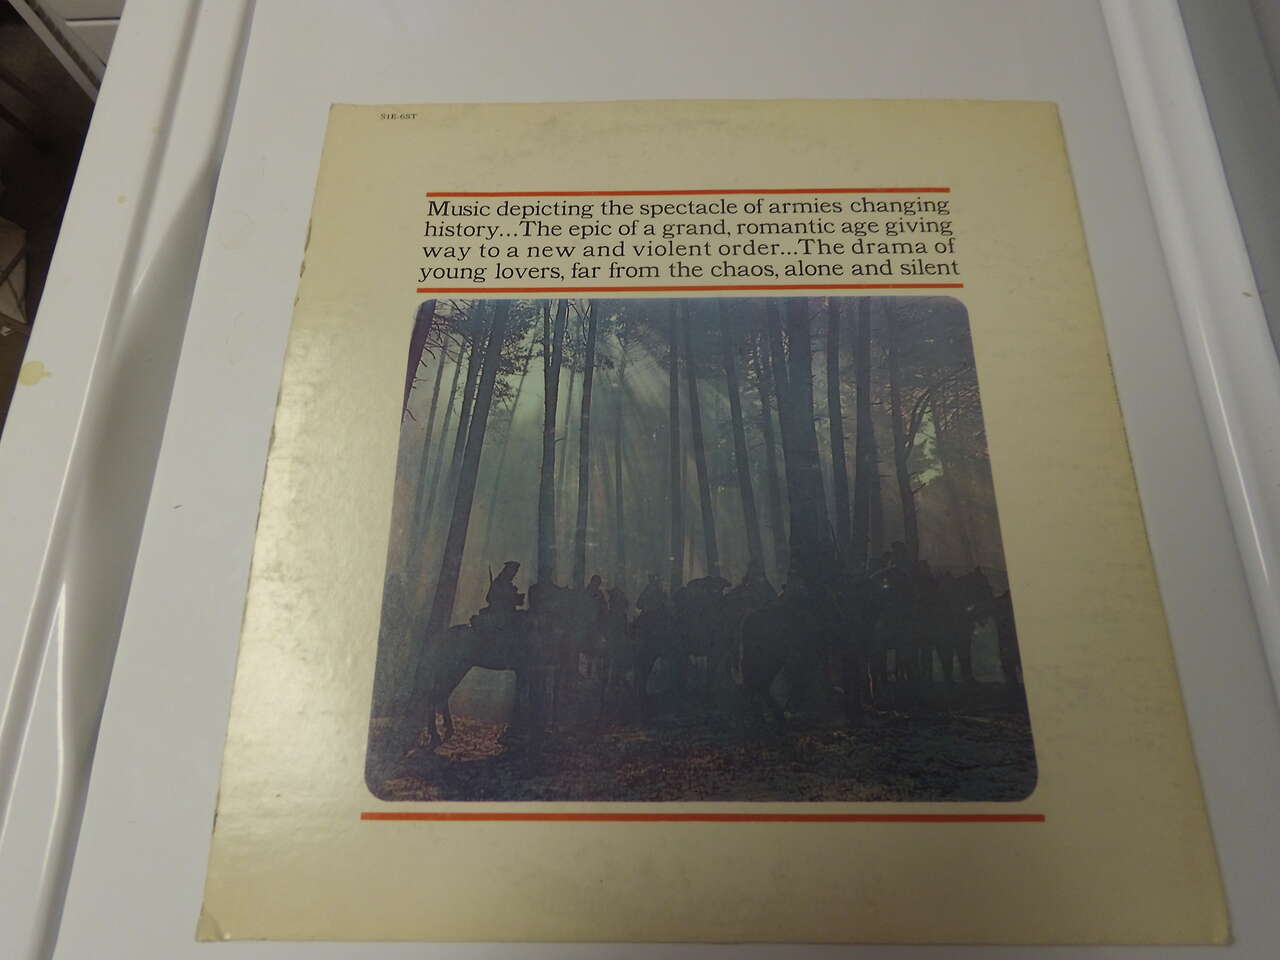 S1E-6ST
Music depicting the spectacle of armies changing
history...The epic of a grand, romantic age giving
way to a new and violent order...The drama of
young lovers, far from the chaos, alone and silent